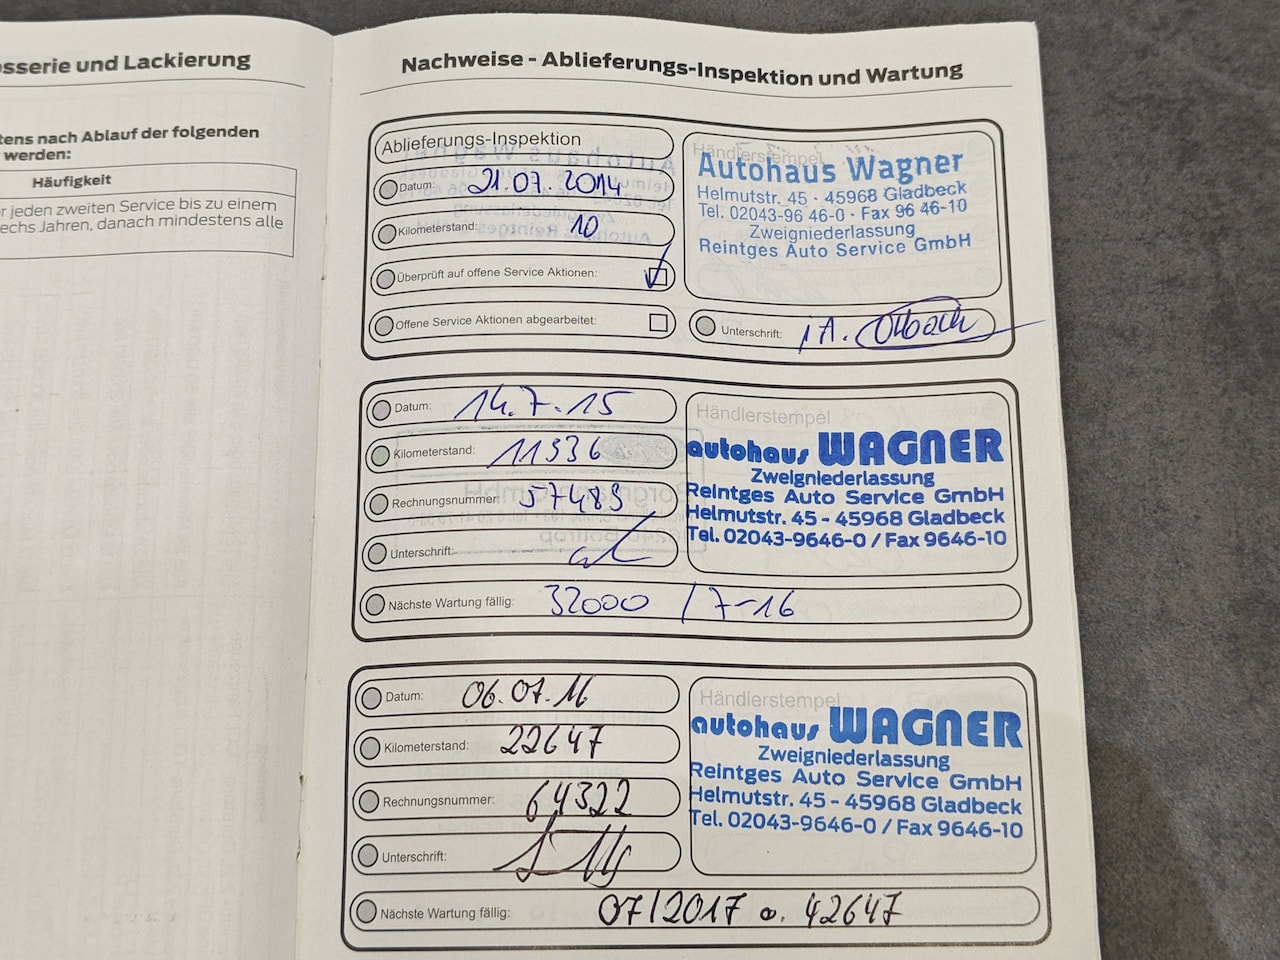 osserie und Lackierung
tens nach Ablauf der folgenden
werden:
Häufigkeit
r jeden zweiten Service bis zu einem
echs Jahren, danach mindestens alle
Nachweise - Ablieferungs-Inspektion und Wartung
Ablieferungs-Inspektion
Datum: 21.07.2014
Kilometerstand: 10
Überprüft auf offene Service Aktionen:
Offene Service Aktionen abgearbeitet:
Händlerstempel
Autohaus Wagner
Helmutstr. 45 · 45968 Gladbeck
Tel. 02043-96 46-0 · Fax 96 46-10
Zweigniederlassung
Reintges Auto Service GmbH
Unterschrift: i.A.
Datum: 14.7.15
Kilometerstand: 11336
Rechnungsnummer: 57483
Unterschrift:
Nächste Wartung fällig: 32000 / 7-16
Händlerstempel
autohaus WAGNER
Zweigniederlassung
Reintges Auto Service GmbH
Helmutstr. 45 - 45968 Gladbeck
Tel. 02043-9646-0 / Fax 9646-10
Datum: 06.07.16
Kilometerstand: 22647
Rechnungsnummer: 64322
Unterschrift:
Nächste Wartung fällig: 07/2017 o. 42647
Händlerstempel
autohaus WAGNER
Zweigniederlassung
Reintges Auto Service GmbH
Helmutstr. 45 - 45968 Gladbeck
Tel. 02043-9646-0 / Fax 9646-10